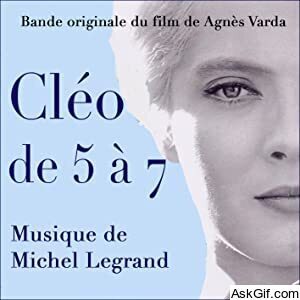 Bande originale du film de Agnès Varda
Cléo
de 5 à 7
Musique de
Michel Legrand
AskGif.com